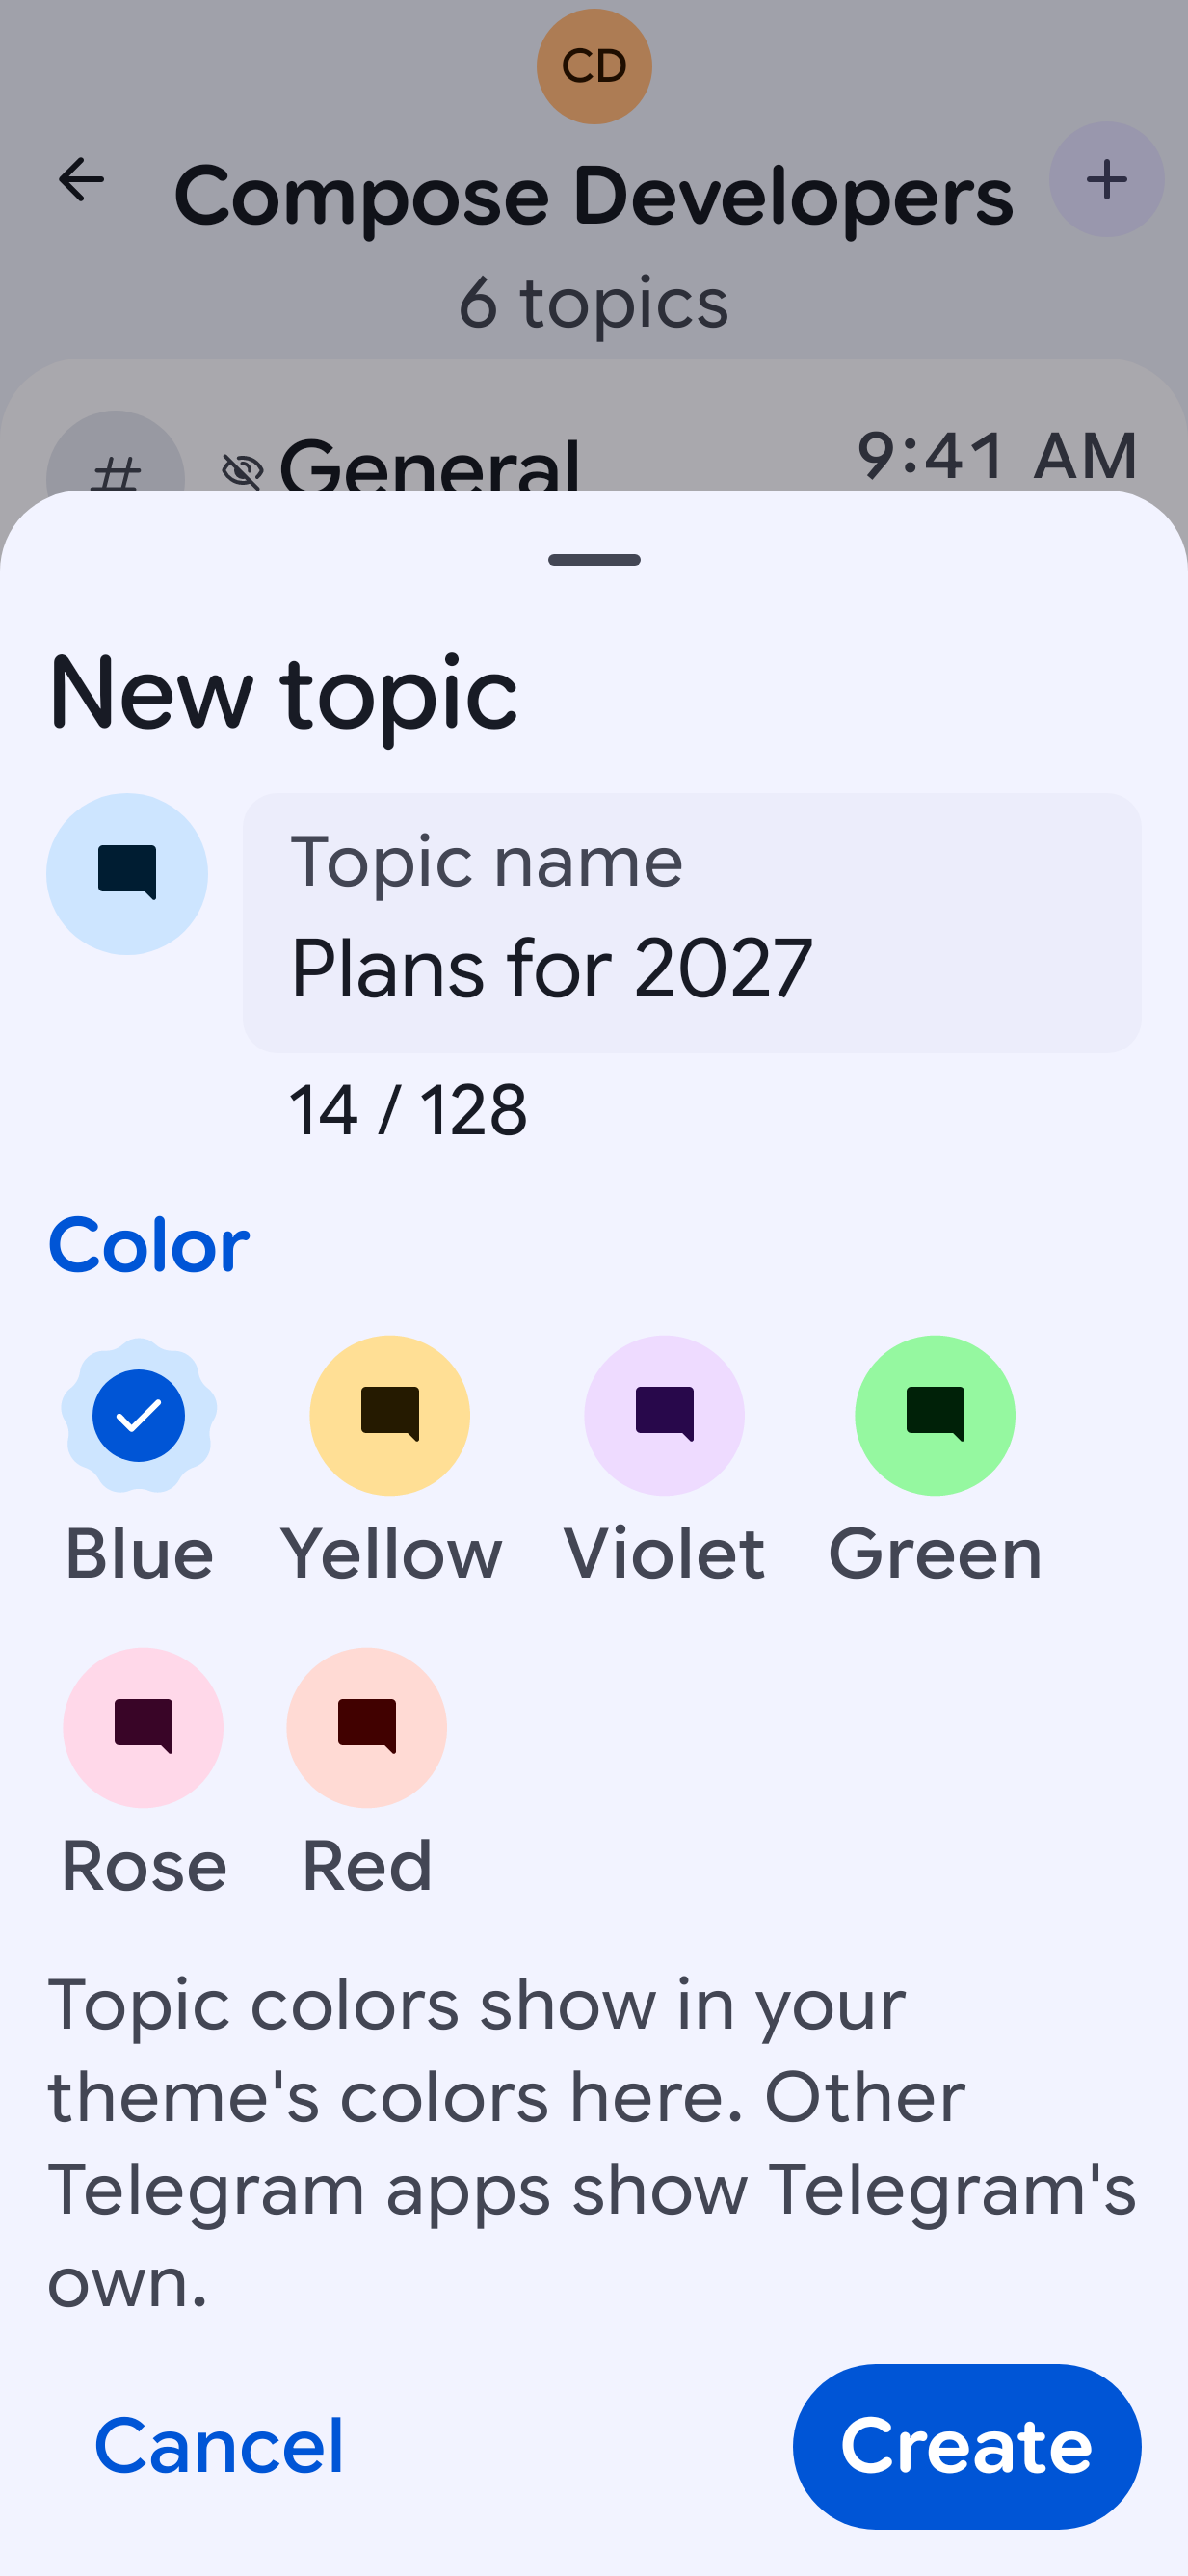 CD
Compose Developers
6 topics
General
9:41 AM
New topic
Topic name
Plans for 2027
14 / 128
Color
Blue
Yellow
Violet
Green
Rose
Red
Topic colors show in your
theme's colors here. Other
Telegram apps show Telegram's
own.
Cancel
Create